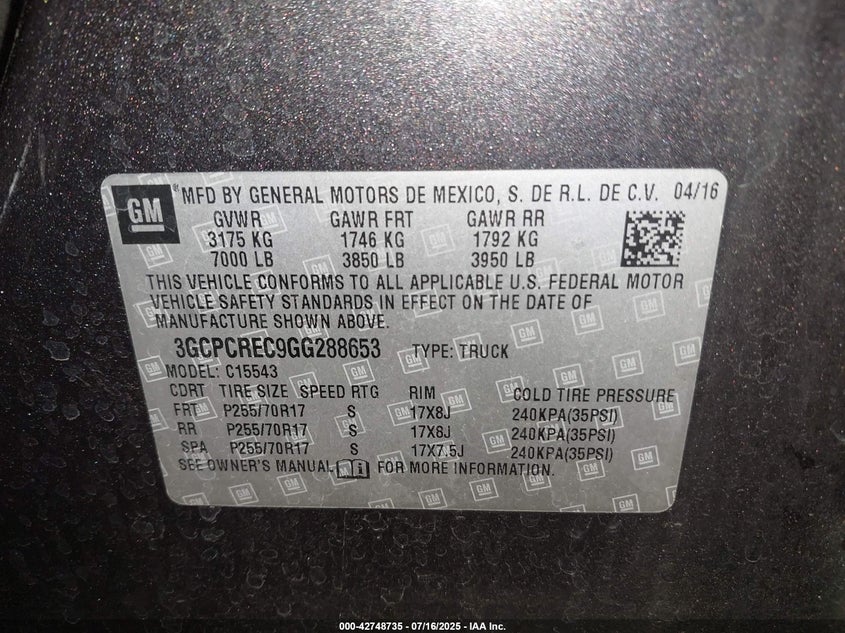 GM® MFD BY GENERAL MOTORS DE MEXICO, S. DE R.L. DE C.V. 04/16
GVWR GAWR FRT GAWR RR
3175 KG 1746 KG 1792 KG
7000 LB 3850 LB 3950 LB
THIS VEHICLE CONFORMS TO ALL APPLICABLE U.S. FEDERAL MOTOR
VEHICLE SAFETY STANDARDS IN EFFECT ON THE DATE OF
MANUFACTURE SHOWN ABOVE.
3GCPCREC9GG288653 TYPE: TRUCK
MODEL: C15543
CDRT TIRE SIZE SPEED RTG RIM COLD TIRE PRESSURE
FRT P255/70R17 S 17X8J 240KPA(35PSI)
RR P255/70R17 S 17X8J 240KPA(35PSI)
SPA P255/70R17 S 17X7.5J 240KPA(35PSI)
SEE OWNER'S MANUAL FOR MORE INFORMATION.
000-42748735 - 07/16/2025 - IAA Inc.